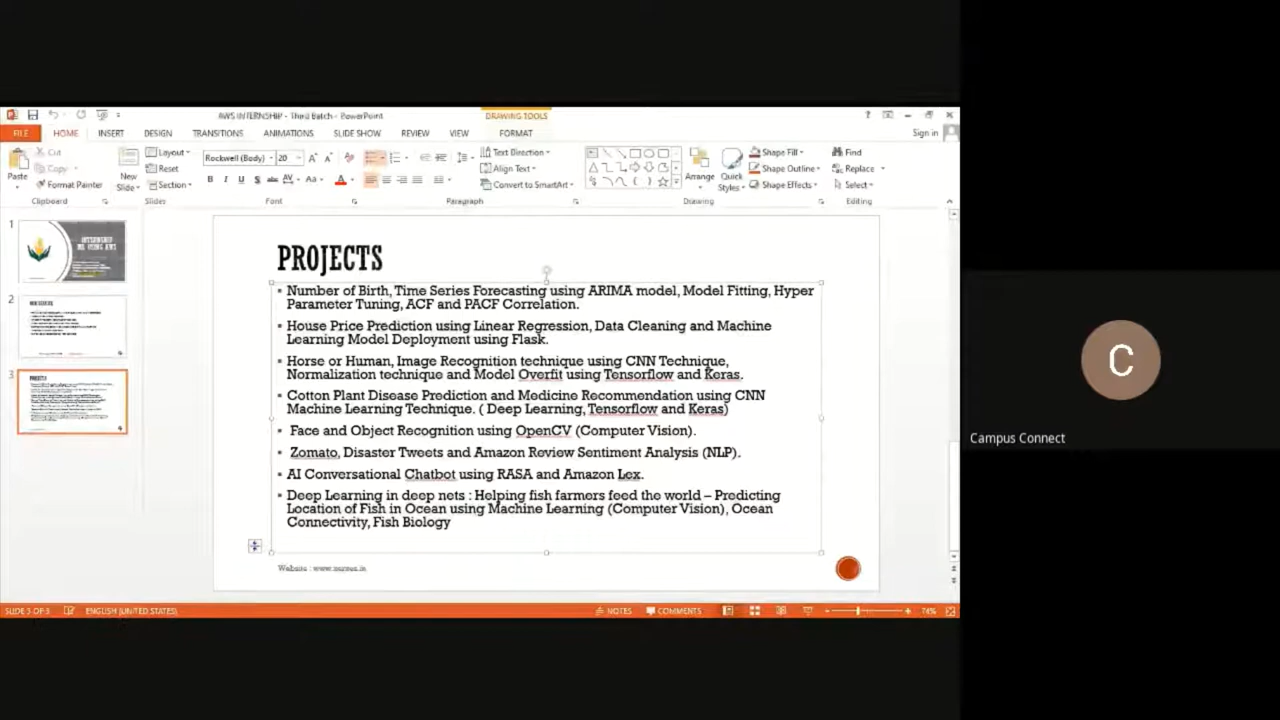 AWS INTERNSHIP - Third Batch - PowerPoint
DRAWING TOOLS
FILE HOME INSERT DESIGN TRANSITIONS ANIMATIONS SLIDE SHOW REVIEW VIEW FORMAT
Sign in
Paste
Cut
Copy
Format Painter
Clipboard
New
Slide
Layout
Reset
Section
Slides
Rockwell (Body) 20
Font
Text Direction
Align Text
Convert to SmartArt
Paragraph
Arrange
Quick
Styles
Shape Fill
Shape Outline
Shape Effects
Drawing
Find
Replace
Select
Editing
1
2
3
PROJECTS
Number of Birth, Time Series Forecasting using ARIMA model, Model Fitting, Hyper
Parameter Tuning, ACF and PACF Correlation.
House Price Prediction using Linear Regression, Data Cleaning and Machine
Learning Model Deployment using Flask.
Horse or Human, Image Recognition technique using CNN Technique,
Normalization technique and Model Overfit using Tensorflow and Keras.
Cotton Plant Disease Prediction and Medicine Recommendation using CNN
Machine Learning Technique. ( Deep Learning, Tensorflow and Keras)
Face and Object Recognition using OpenCV (Computer Vision).
Zomato, Disaster Tweets and Amazon Review Sentiment Analysis (NLP).
AI Conversational Chatbot using RASA and Amazon Lex.
Deep Learning in deep nets : Helping fish farmers feed the world – Predicting
Location of Fish in Ocean using Machine Learning (Computer Vision), Ocean
Connectivity, Fish Biology
Website :
SLIDE 3 OF 3 ENGLISH (UNITED STATES)
NOTES COMMENTS 74%
C
Campus Connect